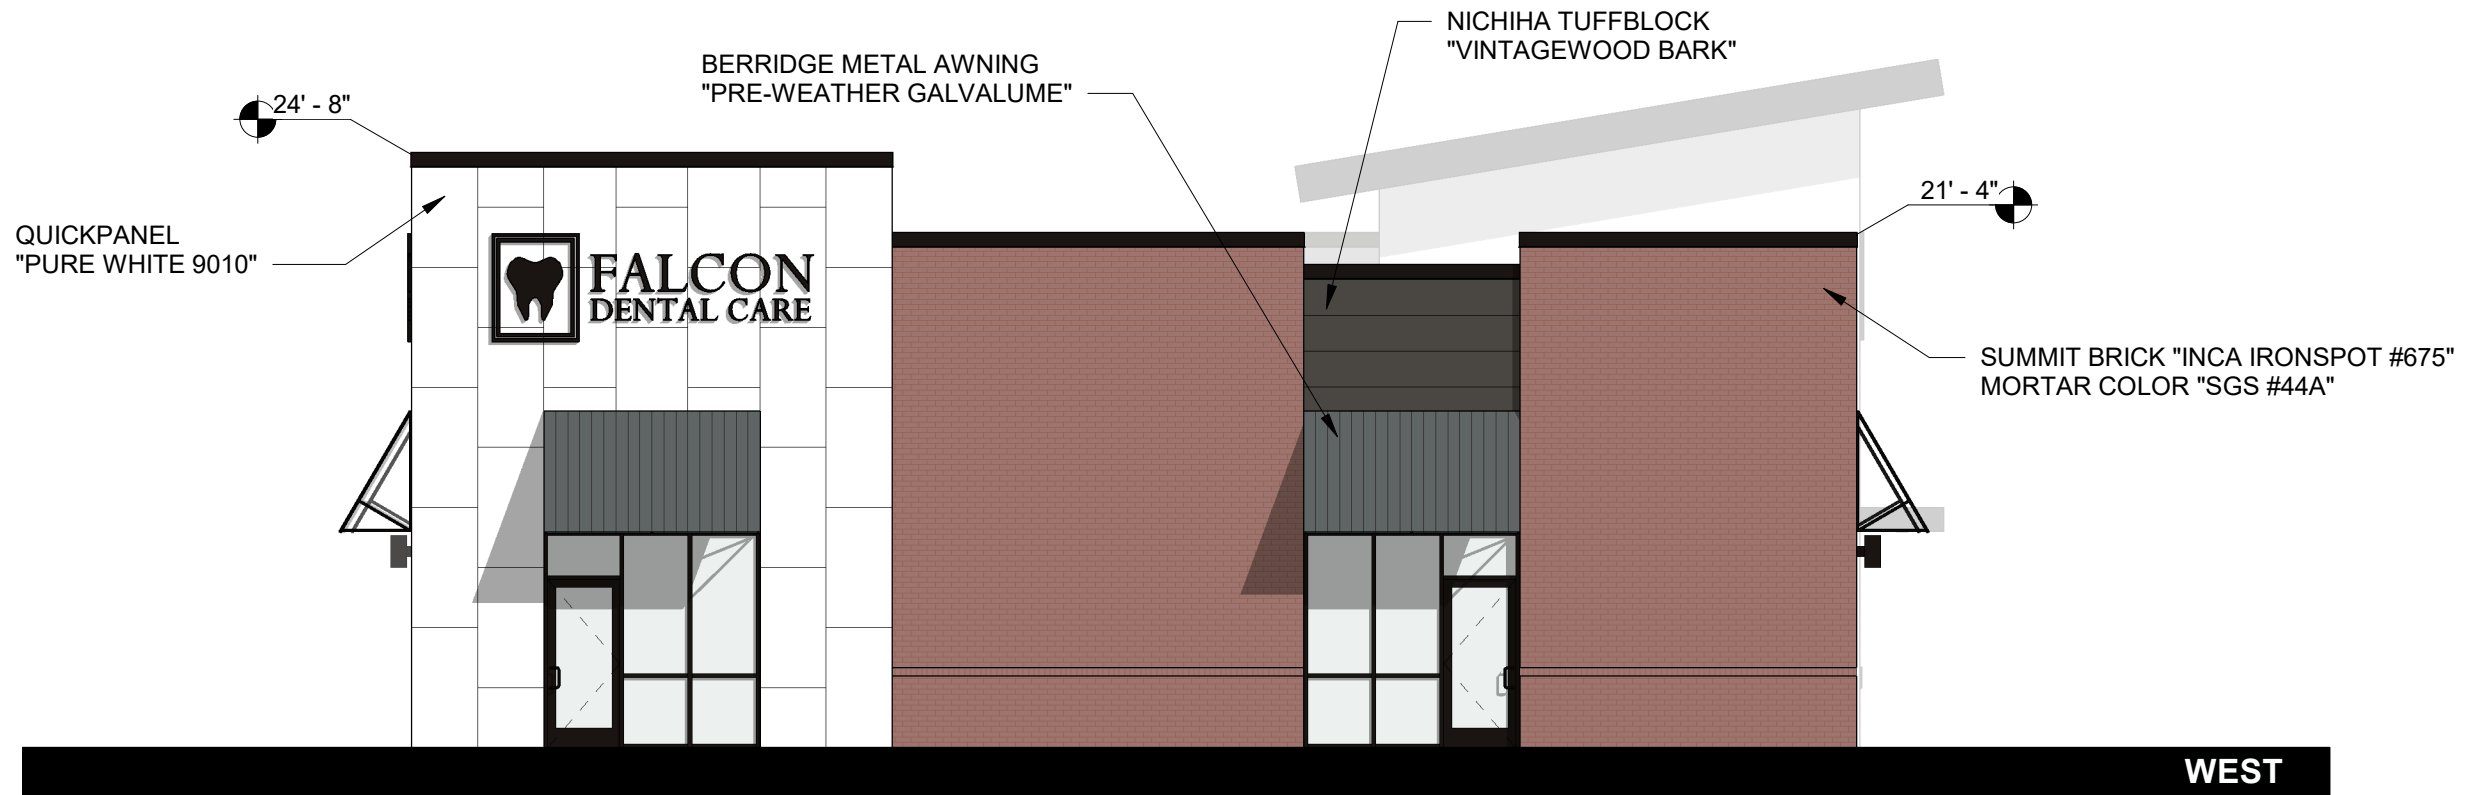 NICHIHA TUFFBLOCK
"VINTAGEWOOD BARK"
BERRIDGE METAL AWNING
"PRE-WEATHER GALVALUME"
24' - 8"
21' - 4"
QUICKPANEL
"PURE WHITE 9010"
FALCON
DENTAL CARE
SUMMIT BRICK "INCA IRONSPOT #675"
MORTAR COLOR "SGS #44A"
WEST